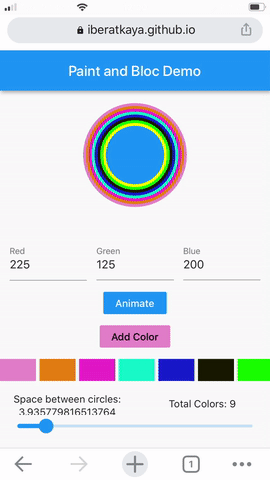 iberatkaya.github.io
Paint and Bloc Demo
Red
Green
Blue
225
125
200
Animate
Add Color
Space between circles:
3.935779816513764
Total Colors: 9
1